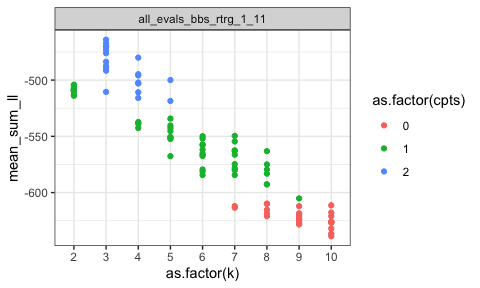 all_evals_bbs_rtrg_1_11
mean_sum_ll
-500
-550
-600
2 3 4 5 6 7 8 9 10
as.factor(k)
as.factor(cpts)
0
1
2